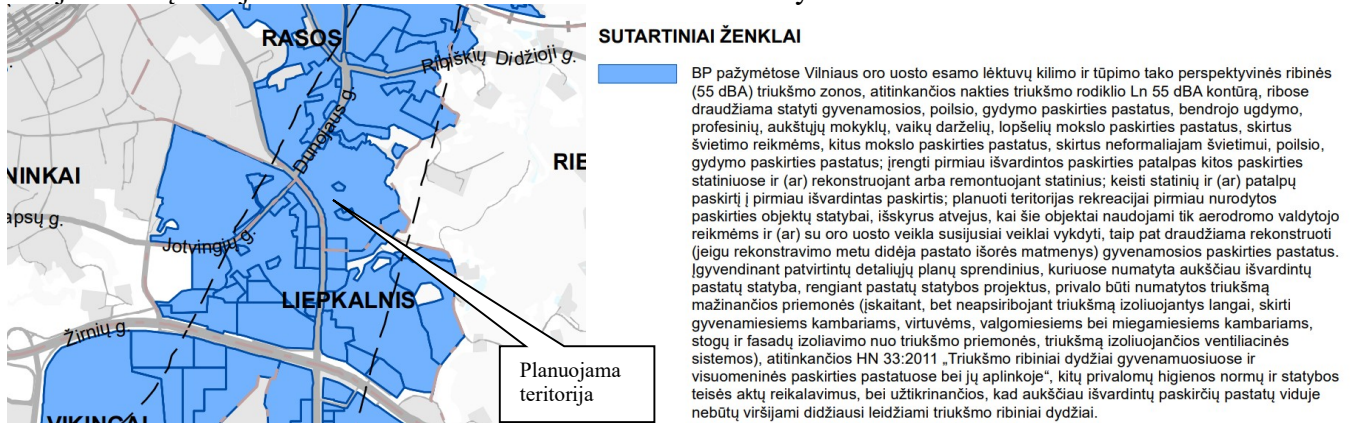 RASOS
Ribiškių Didžioji g.
Dunojaus g.
NINKAI
RIE
apsų g.
Jotvingių g.
LIEPKALNIS
Žirnių g.
Planuojama
teritorija
SUTARTINIAI ŽENKLAI
BP pažymėtose Vilniaus oro uosto esamo lėktuvų kilimo ir tūpimo tako perspektyvinės ribinės
(55 dBA) triukšmo zonos, atitinkančios nakties triukšmo rodiklio Ln 55 dBA kontūrą, ribose
draudžiama statyti gyvenamosios, poilsio, gydymo paskirties pastatus, bendrojo ugdymo,
profesinių, aukštųjų mokyklų, vaikų darželių, lopšelių mokslo paskirties pastatus, skirtus
švietimo reikmėms, kitus mokslo paskirties pastatus, skirtus neformaliajam švietimui, poilsio,
gydymo paskirties pastatus; įrengti pirmiau išvardintos paskirties patalpas kitos paskirties
statiniuose ir (ar) rekonstruojant arba remontuojant statinius; keisti statinių ir (ar) patalpų
paskirtį į pirmiau išvardintas paskirtis; planuoti teritorijas rekreacijai pirmiau nurodytos
paskirties objektų statybai, išskyrus atvejus, kai šie objektai naudojami tik aerodromo valdytojo
reikmėms ir (ar) su oro uosto veikla susijusiai veiklai vykdyti, taip pat draudžiama rekonstruoti
(jeigu rekonstravimo metu didėja pastato išorės matmenys) gyvenamosios paskirties pastatus.
Įgyvendinant patvirtintų detaliųjų planų sprendinius, kuriuose numatyta aukščiau išvardintų
pastatų statyba, rengiant pastatų statybos projektus, privalo būti numatytos triukšmą
mažinančios priemonės (įskaitant, bet neapsiribojant triukšmą izoliuojantys langai, skirti
gyvenamiesiems kambariams, virtuvėms, valgomiesiems bei miegamiesiems kambariams,
stogų ir fasadų izoliavimo nuo triukšmo priemonės, triukšmą izoliuojančios ventiliacinės
sistemos), atitinkančios HN 33:2011 „Triukšmo ribiniai dydžiai gyvenamuosiuose ir
visuomeninės paskirties pastatuose bei jų aplinkoje“, kitų privalomų higienos normų ir statybos
teisės aktų reikalavimus, bei užtikrinančios, kad aukščiau išvardintų paskirčių pastatų viduje
nebūtų viršijami didžiausi leidžiami triukšmo ribiniai dydžiai.